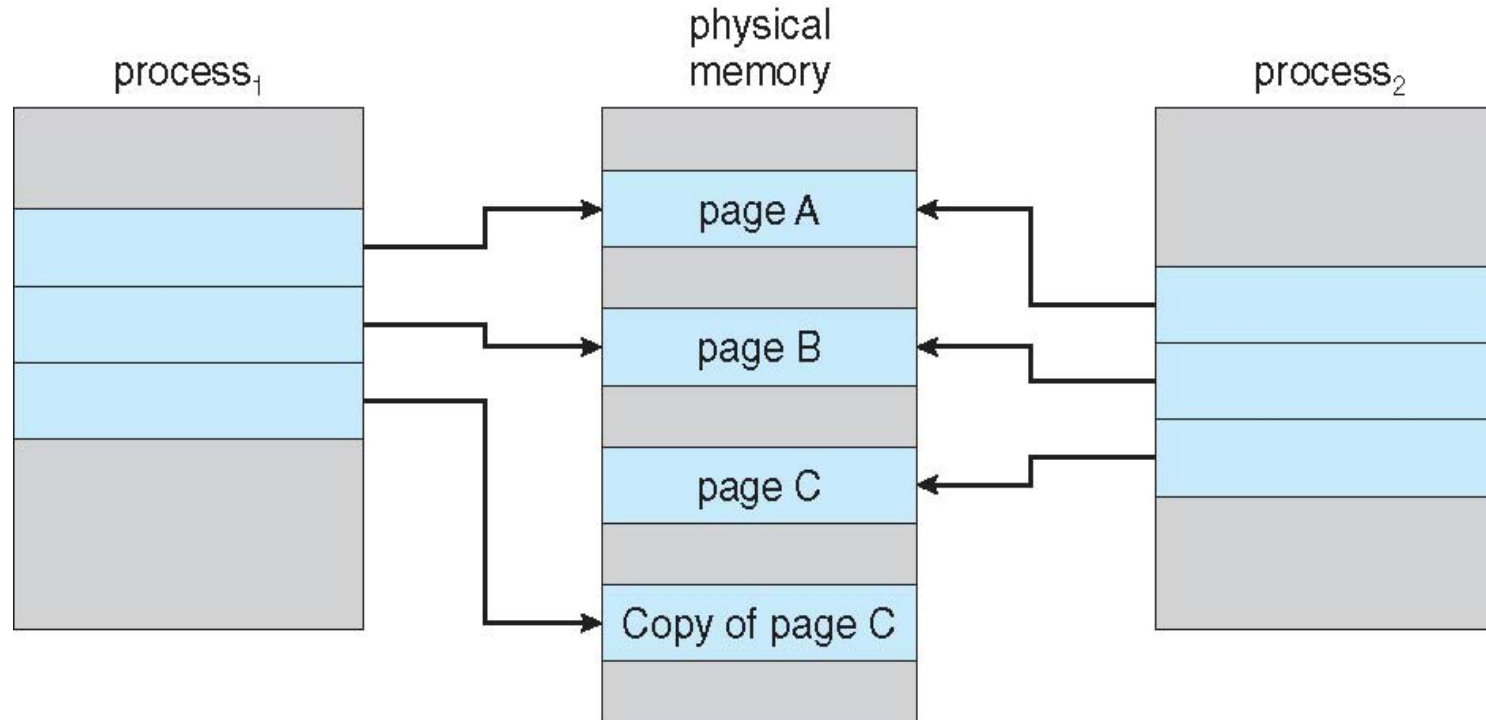 process₁
physical
memory
process₂
page A
page B
page C
Copy of page C